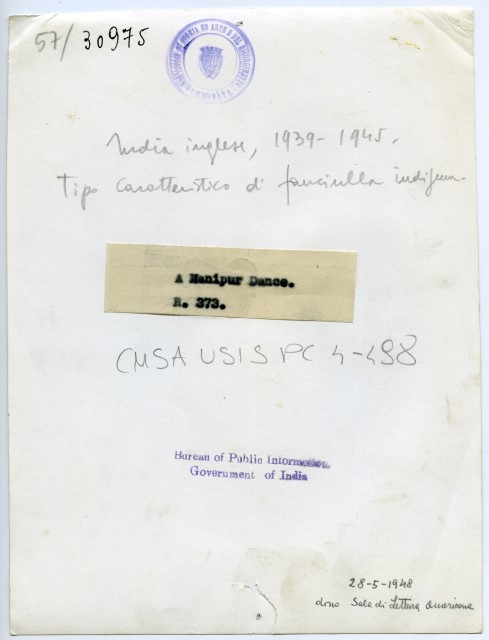 57/30975
India inglese, 1939-1945.
Tipo caratteristico di fanciulla indigena.
A Manipur Dance.
R. 373.
CMSA USIS PC 4-498
Bureau of Public Information
Government of India
28-5-1948
dono Sala di Lettura Americana